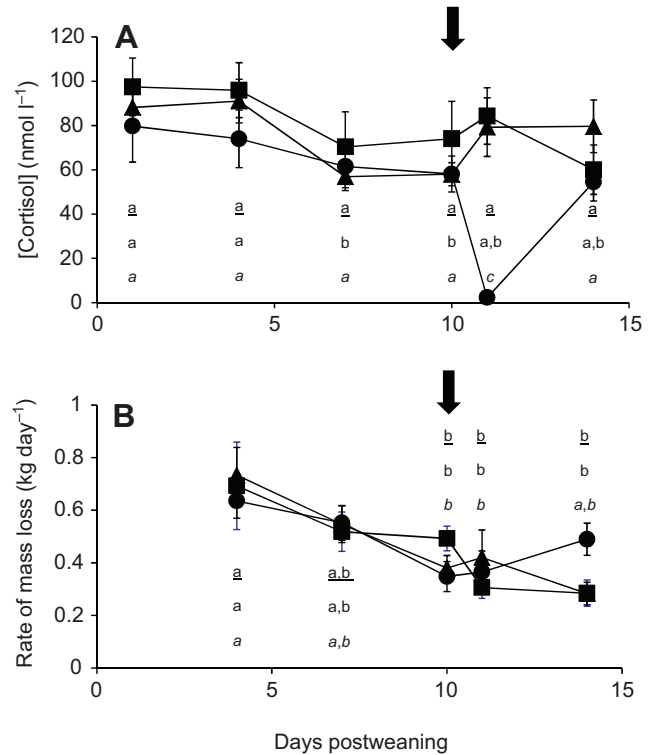 A
120
100
80
60
40
20
0
[Cortisol] (nmol l⁻¹)
a a a a a a
a a b b a,b a,b
a a a a c a
0 5 10 15
B
1
0.8
0.6
0.4
0.2
0
Rate of mass loss (kg day⁻¹)
b b b
b b b
b b a,b
a a,b
a a,b
a a,b
0 5 10 15
Days postweaning